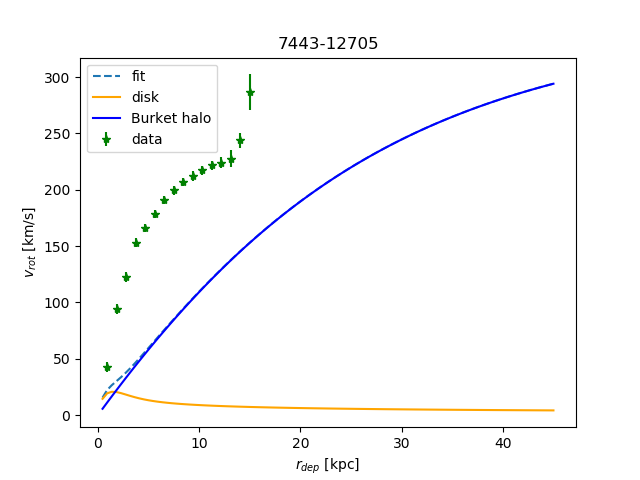 7443-12705
fit
disk
Burket halo
data
300
250
200
150
100
50
0
v_rot [km/s]
0 10 20 30 40
r_dep [kpc]